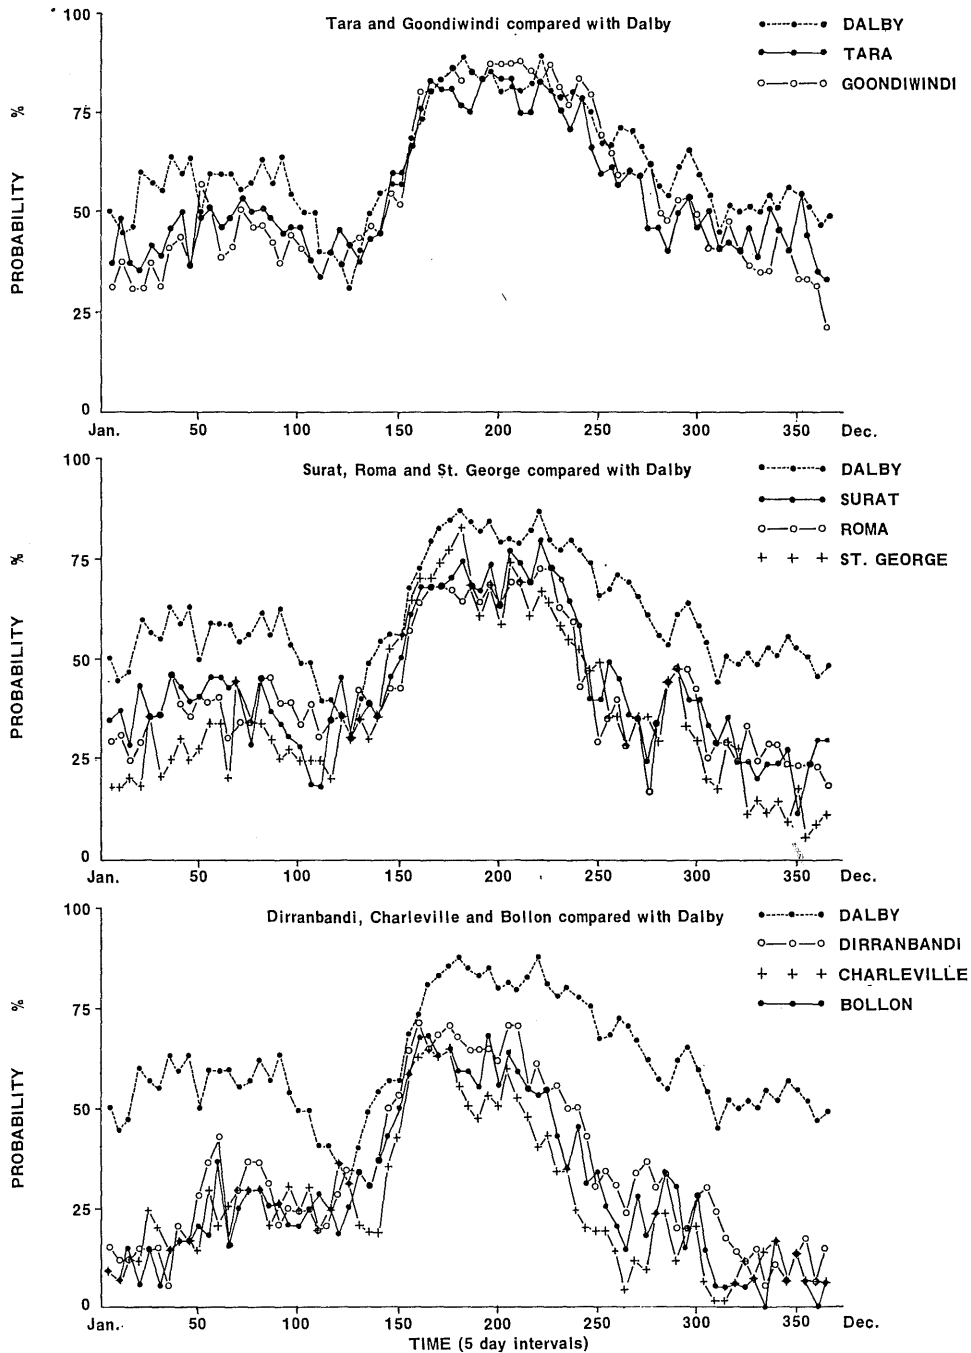 Tara and Goondiwindi compared with Dalby
DALBY
TARA
GOONDIWINDI
PROBABILITY %
100
75
50
25
0
Jan. 50 100 150 200 250 300 350 Dec.
Surat, Roma and St. George compared with Dalby
DALBY
SURAT
ROMA
ST. GEORGE
PROBABILITY %
100
75
50
25
0
Jan. 50 100 150 200 250 300 350 Dec.
Dirranbandi, Charleville and Bollon compared with Dalby
DALBY
DIRRANBANDI
CHARLEVILLE
BOLLON
PROBABILITY %
100
75
50
25
0
Jan. 50 100 150 200 250 300 350 Dec.
TIME (5 day intervals)